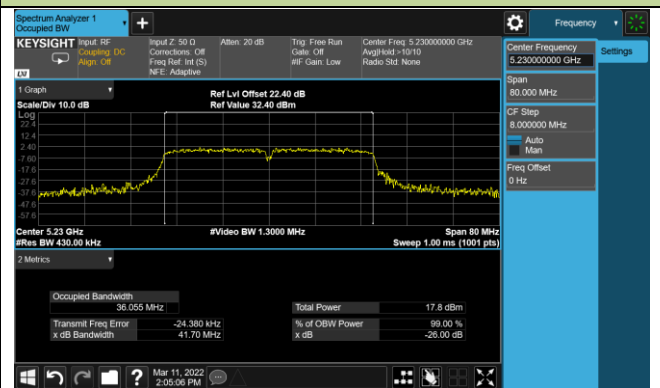 Spectrum Analyzer 1
Occupied BW
+
Frequency
KEYSIGHT
Input: RF
Coupling: DC
Align: Off
Input Z: 50 Ω
Corrections: Off
Freq Ref: Int (S)
NFE: Adaptive
Atten: 20 dB
Trig: Free Run
Gate: Off
#IF Gain: Low
Center Freq: 5.230000000 GHz
Avg|Hold:>10/10
Radio Std: None
LXI
Center Frequency
5.230000000 GHz
Settings
Span
80.000 MHz
CF Step
8.000000 MHz
Auto
Man
Freq Offset
0 Hz
1 Graph
Scale/Div 10.0 dB
Ref Lvl Offset 22.40 dB
Ref Value 32.40 dBm
Log
22.4
12.4
2.40
-7.60
-17.6
-27.6
-37.6
-47.6
-57.6
Center 5.23 GHz
#Video BW 1.3000 MHz
Span 80 MHz
#Res BW 430.00 kHz
Sweep 1.00 ms (1001 pts)
2 Metrics
Occupied Bandwidth
36.055 MHz
Total Power 17.8 dBm
Transmit Freq Error -24.380 kHz
% of OBW Power 99.00 %
x dB Bandwidth 41.70 MHz
x dB -26.00 dB
?
Mar 11, 2022
2:05:06 PM